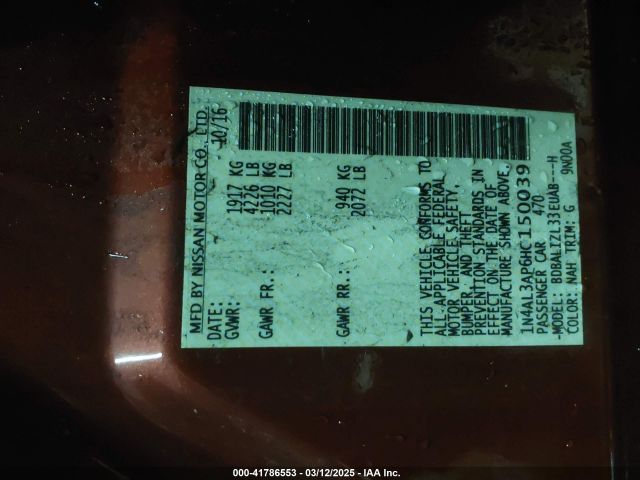 MFD BY NISSAN MOTOR CO., LTD
DATE: 10/16
GVWR: 1917 KG
4226 LB
GAWR FR.: 1010 KG
2227 LB
GAWR RR.: 940 KG
2072 LB
THIS VEHICLE CONFORMS TO
ALL APPLICABLE FEDERAL
MOTOR VEHICLE SAFETY,
BUMPER, AND THEFT
PREVENTION STANDARDS IN
EFFECT ON THE DATE OF
MANUFACTURE SHOWN ABOVE.
1N4AL3AP6HC150039
PASSENGER CAR 470
MODEL: BDBALIZL33EUAB---H
COLOR: NAH TRIM: G 9N00A
000-41786553 - 03/12/2025 - IAA Inc.